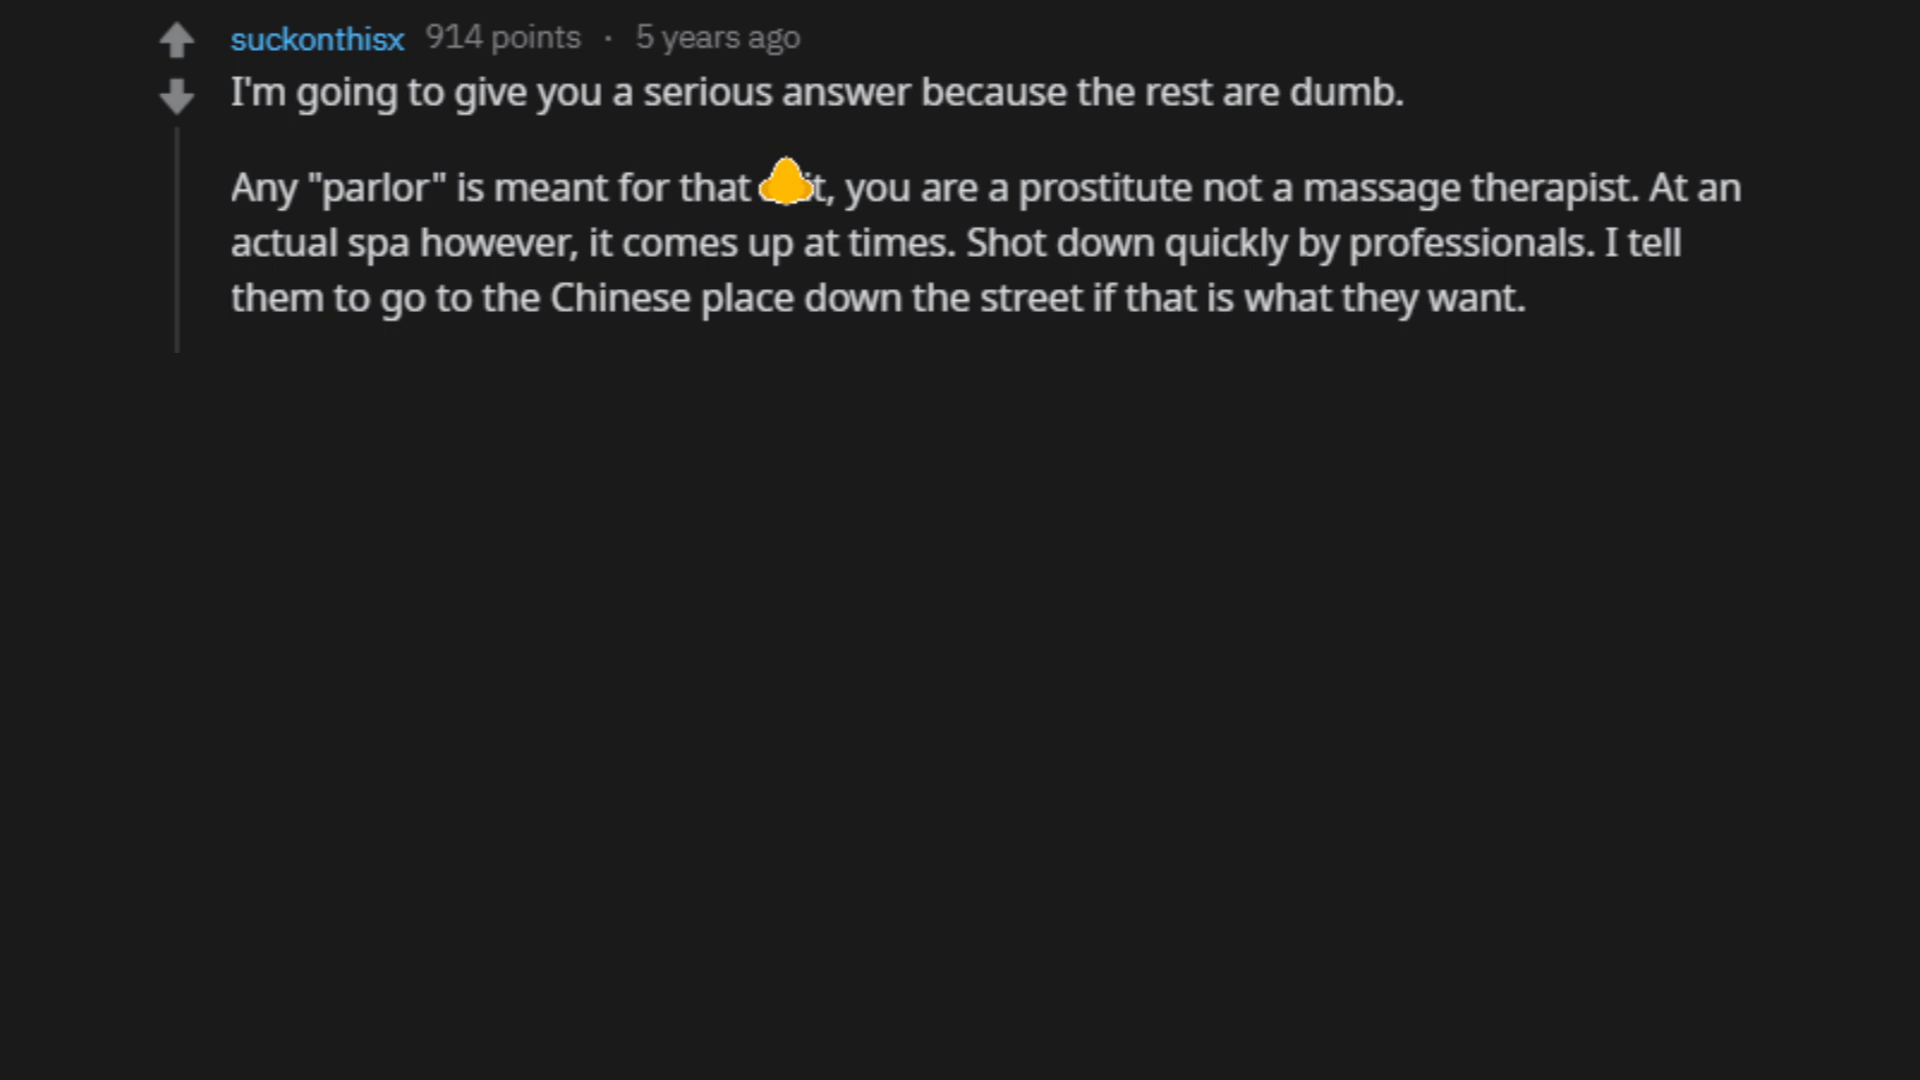 suckonthisx 914 points · 5 years ago
I'm going to give you a serious answer because the rest are dumb.
Any "parlor" is meant for that t, you are a prostitute not a massage therapist. At an
actual spa however, it comes up at times. Shot down quickly by professionals. I tell
them to go to the Chinese place down the street if that is what they want.